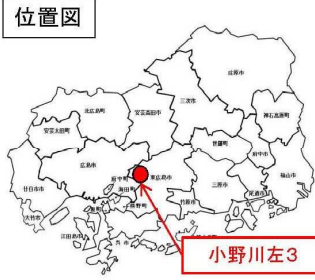 位置図
庄原市
三次市
北広島町
安芸高田市
神石高原町
安芸太田町
世羅町
府中市
広島市
福山市
東広島市
府中町
三原市
尾道市
廿日市市
海田町
熊野町
竹原市
坂町
大竹市
江田島市
呉市
小野川左3